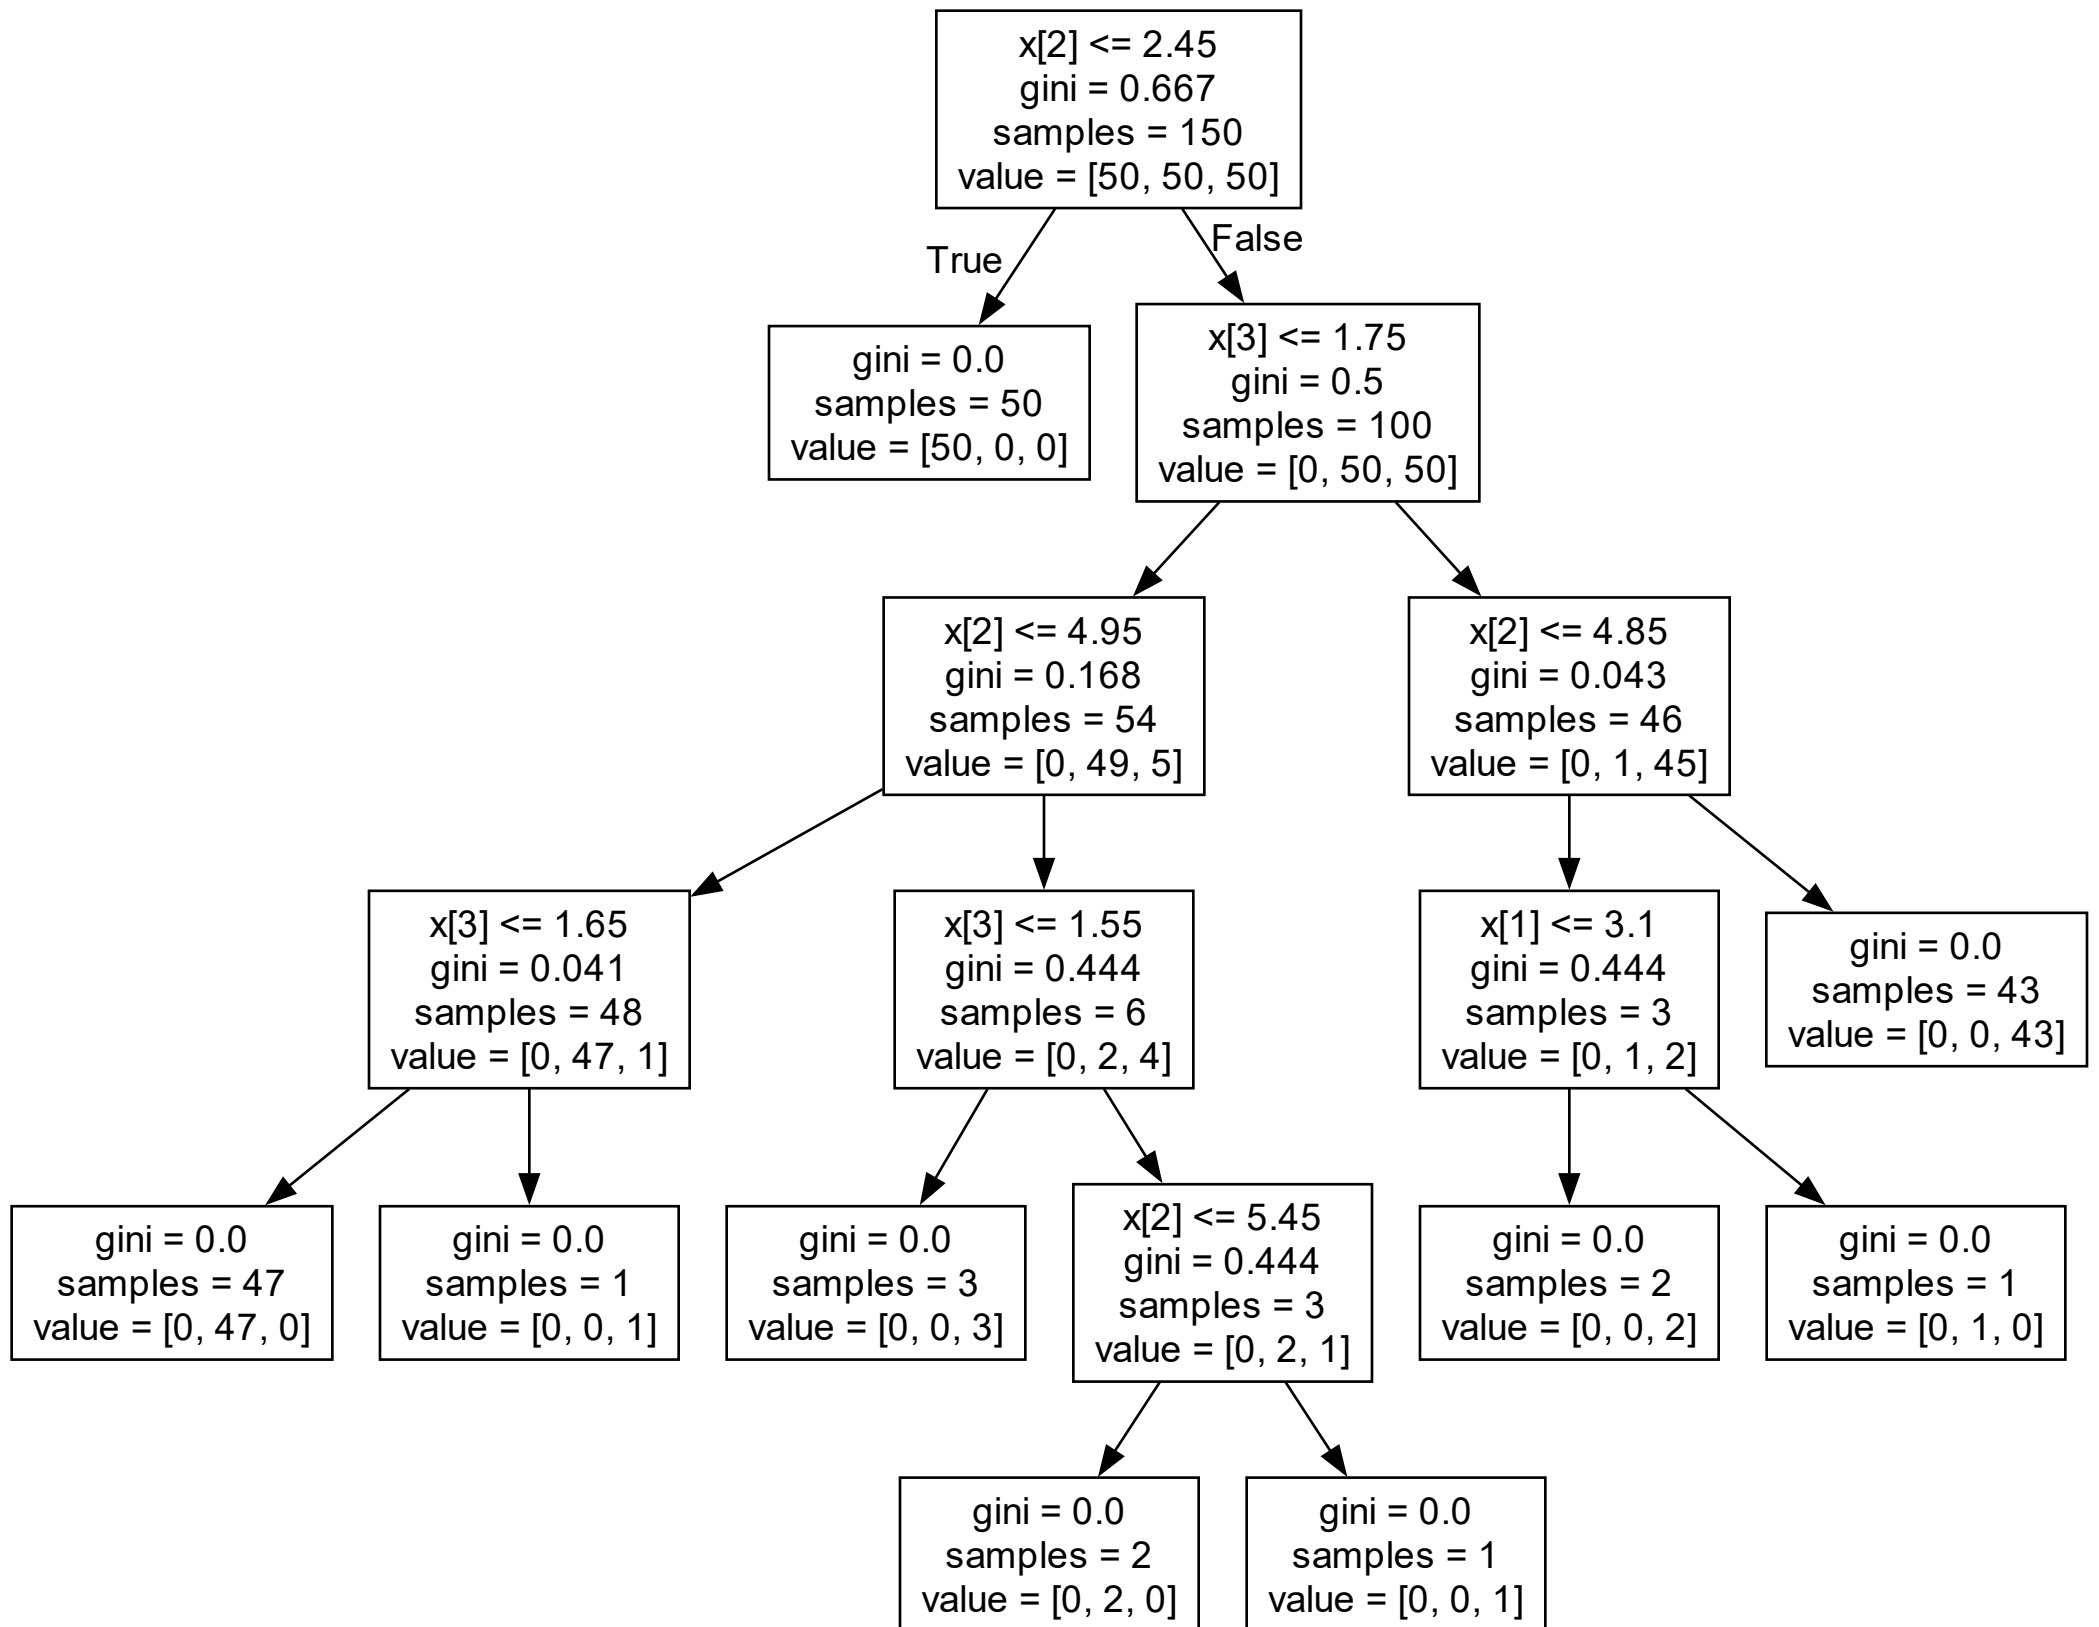 x[2] <= 2.45
gini = 0.667
samples = 150
value = [50, 50, 50]
True
False
gini = 0.0
samples = 50
value = [50, 0, 0]
x[3] <= 1.75
gini = 0.5
samples = 100
value = [0, 50, 50]
x[2] <= 4.95
gini = 0.168
samples = 54
value = [0, 49, 5]
x[2] <= 4.85
gini = 0.043
samples = 46
value = [0, 1, 45]
x[3] <= 1.65
gini = 0.041
samples = 48
value = [0, 47, 1]
x[3] <= 1.55
gini = 0.444
samples = 6
value = [0, 2, 4]
x[1] <= 3.1
gini = 0.444
samples = 3
value = [0, 1, 2]
gini = 0.0
samples = 43
value = [0, 0, 43]
gini = 0.0
samples = 47
value = [0, 47, 0]
gini = 0.0
samples = 1
value = [0, 0, 1]
gini = 0.0
samples = 3
value = [0, 0, 3]
x[2] <= 5.45
gini = 0.444
samples = 3
value = [0, 2, 1]
gini = 0.0
samples = 2
value = [0, 0, 2]
gini = 0.0
samples = 1
value = [0, 1, 0]
gini = 0.0
samples = 2
value = [0, 2, 0]
gini = 0.0
samples = 1
value = [0, 0, 1]